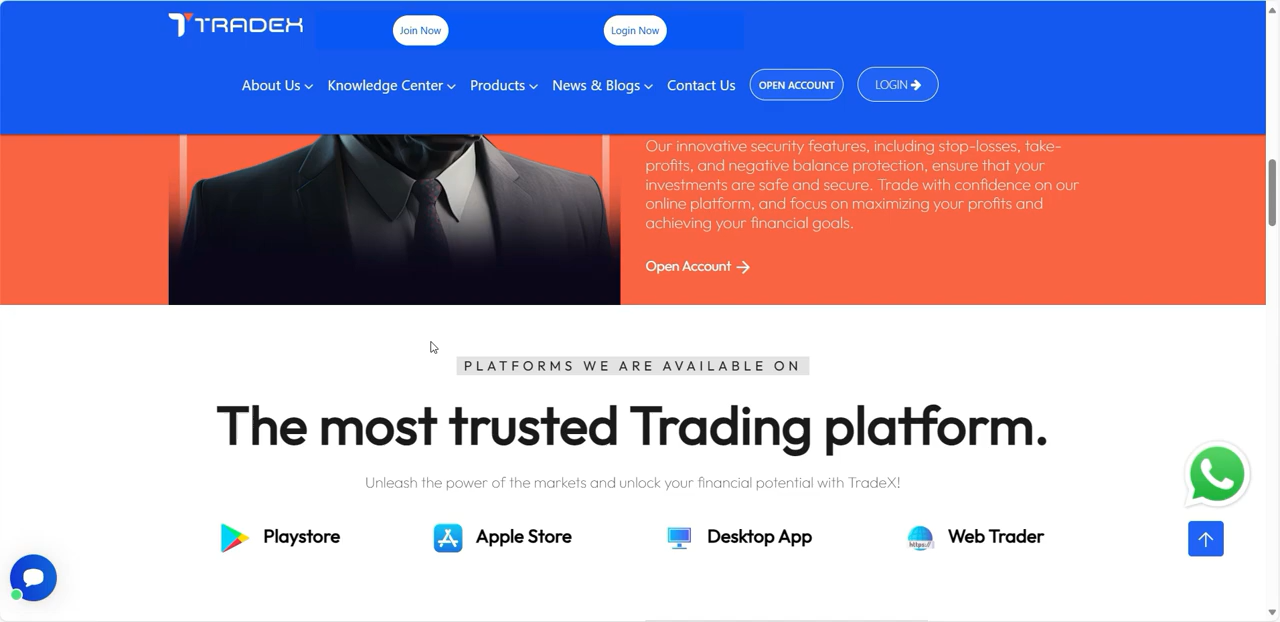 TRADEX
Join Now
Login Now
About Us
Knowledge Center
Products
News & Blogs
Contact Us
OPEN ACCOUNT
LOGIN
Our innovative security features, including stop-losses, take-
profits, and negative balance protection, ensure that your
investments are safe and secure. Trade with confidence on our
online platform, and focus on maximizing your profits and
achieving your financial goals.
Open Account
PLATFORMS WE ARE AVAILABLE ON
The most trusted Trading platform.
Unleash the power of the markets and unlock your financial potential with TradeX!
Playstore
Apple Store
Desktop App
https://
Web Trader